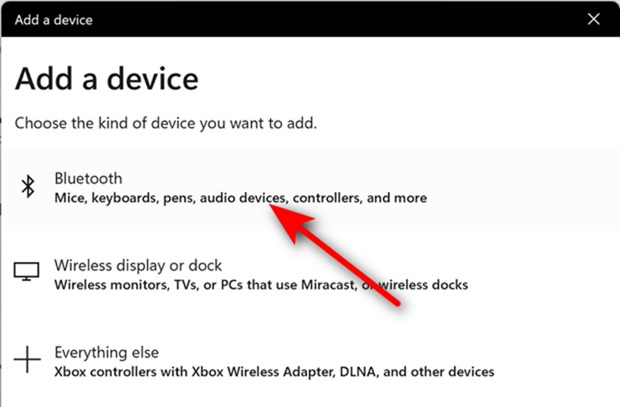 Add a device
Add a device
Choose the kind of device you want to add.
Bluetooth
Mice, keyboards, pens, audio devices, controllers, and more
Wireless display or dock
Wireless monitors, TVs, or PCs that use Miracast, or wireless docks
Everything else
Xbox controllers with Xbox Wireless Adapter, DLNA, and other devices